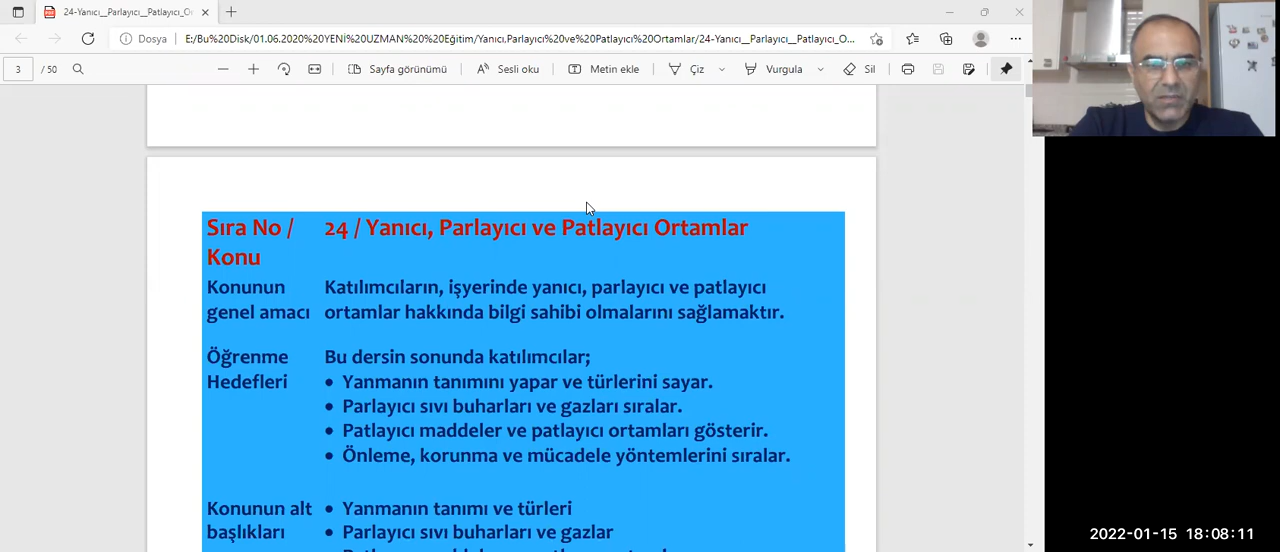 24-Yanıcı__Parlayıcı__Patlayıcı_O
Dosya E:/Bu%20Disk/01.06.2020%20YENİ%20UZMAN%20%20Eğitim/Yanıcı.Parlayıcı%20ve%20Patlayıcı%20Ortamlar/24-Yanıcı__Parlayıcı__Patlayıcı_O...
3 / 50 Sayfa görünümü Sesli oku Metin ekle Çiz Vurgula Sil
Sıra No / 24 / Yanıcı, Parlayıcı ve Patlayıcı Ortamlar
Konu
Konunun Katılımcıların, işyerinde yanıcı, parlayıcı ve patlayıcı
genel amacı ortamlar hakkında bilgi sahibi olmalarını sağlamaktır.
Öğrenme Bu dersin sonunda katılımcılar;
Hedefleri • Yanmanın tanımını yapar ve türlerini sayar.
• Parlayıcı sıvı buharları ve gazları sıralar.
• Patlayıcı maddeler ve patlayıcı ortamları gösterir.
• Önleme, korunma ve mücadele yöntemlerini sıralar.
Konunun alt • Yanmanın tanımı ve türleri
başlıkları • Parlayıcı sıvı buharları ve gazlar
2022-01-15 18:08:11